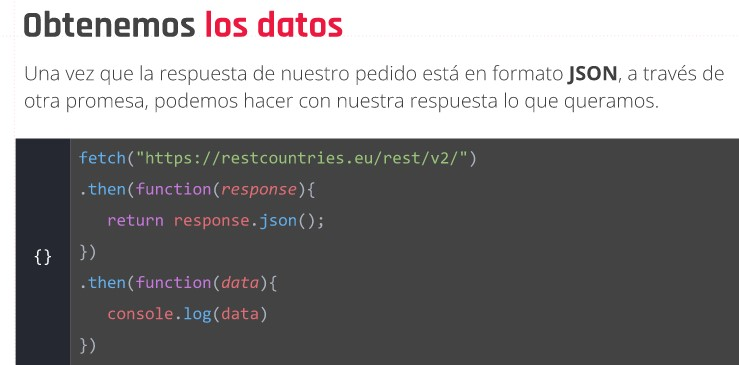 Obtenemos los datos
Una vez que la respuesta de nuestro pedido está en formato JSON, a través de
otra promesa, podemos hacer con nuestra respuesta lo que queramos.
fetch("https://restcountries.eu/rest/v2/")
.then(function(response){
return response.json();
})
{}
.then(function(data){
console.log(data)
})